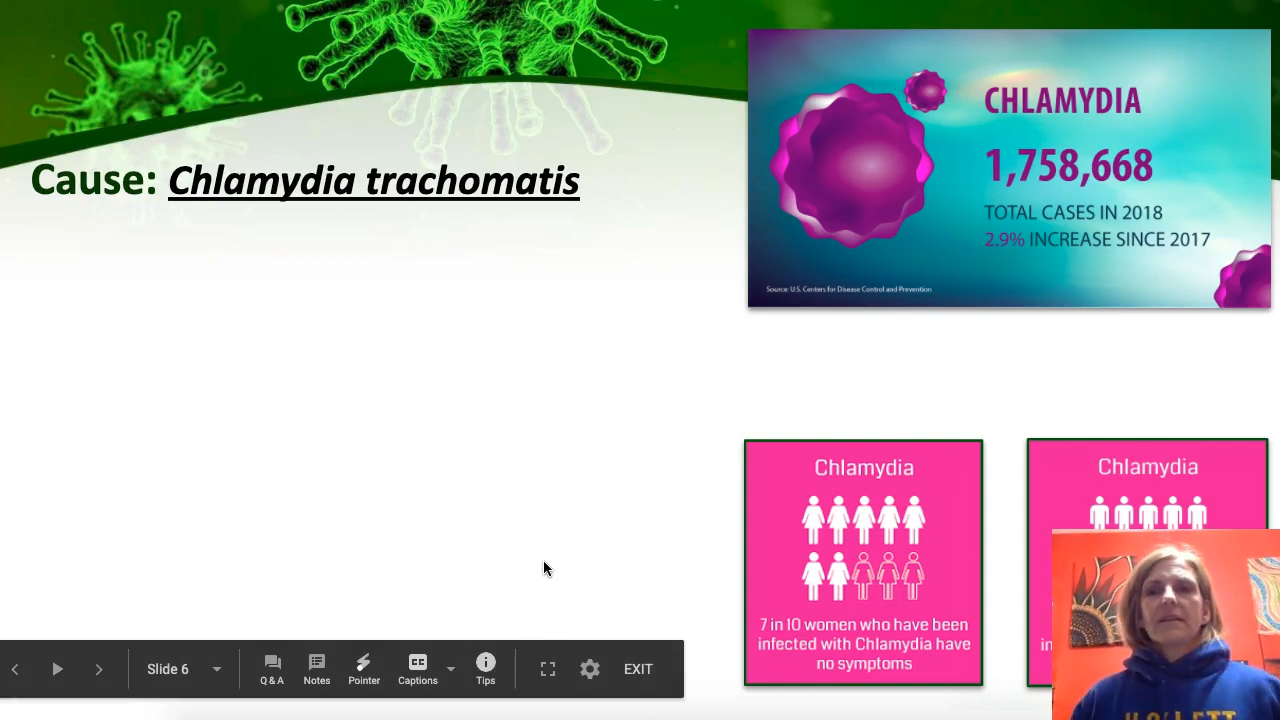 Cause: Chlamydia trachomatis
CHLAMYDIA
1,758,668
TOTAL CASES IN 2018
2.9% INCREASE SINCE 2017
Source: U.S. Centers for Disease Control and Prevention
Chlamydia
7 in 10 women who have been
infected with Chlamydia have
no symptoms
Chlamydia
Slide 6
Q & A
Notes
Pointer
CC
Captions
Tips
EXIT